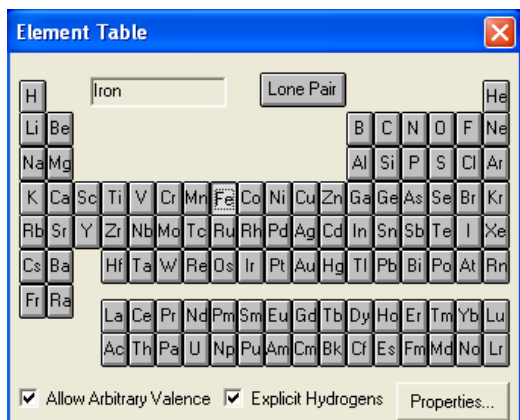 Element Table
Iron Lone Pair
H He
Li Be B C N O F Ne
Na Mg Al Si P S Cl Ar
K Ca Sc Ti V Cr Mn Fe Co Ni Cu Zn Ga Ge As Se Br Kr
Rb Sr Y Zr Nb Mo Tc Ru Rh Pd Ag Cd In Sn Sb Te I Xe
Cs Ba Hf Ta W Re Os Ir Pt Au Hg Tl Pb Bi Po At Rn
Fr Ra
La Ce Pr Nd Pm Sm Eu Gd Tb Dy Ho Er Tm Yb Lu
Ac Th Pa U Np Pu Am Cm Bk Cf Es Fm Md No Lr
Allow Arbitrary Valence Explicit Hydrogens Properties...